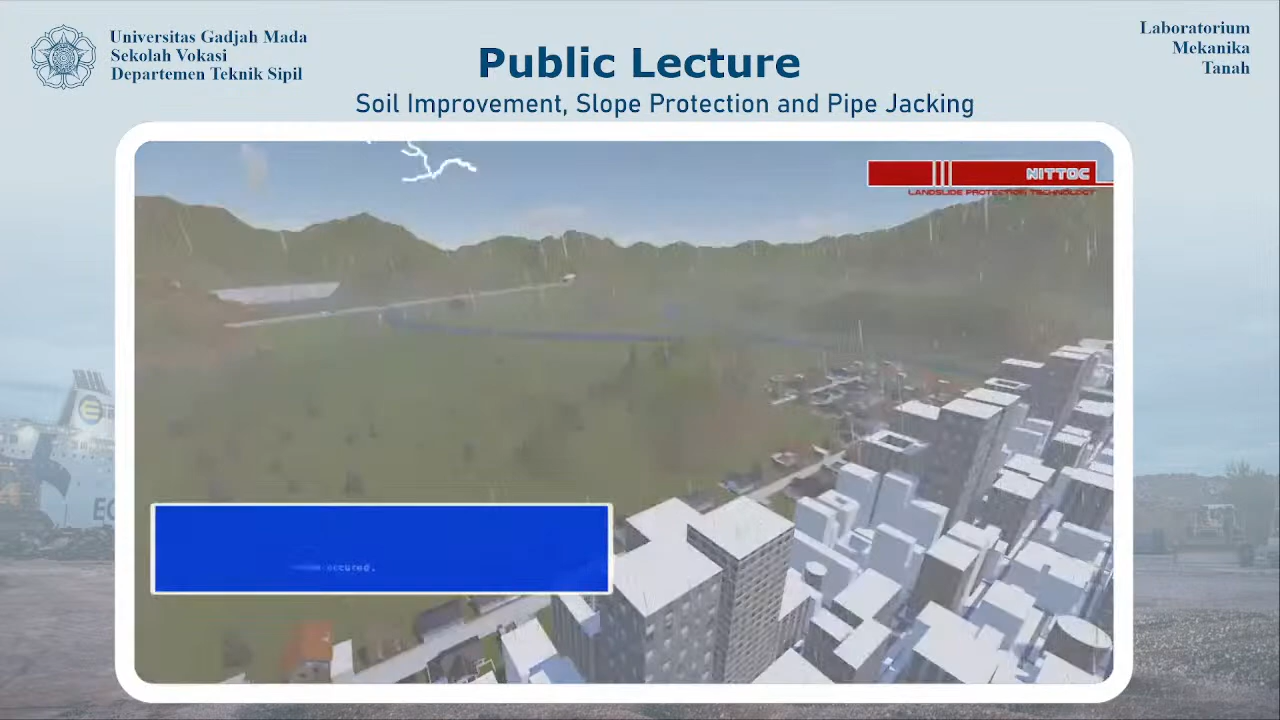 Universitas Gadjah Mada
Sekolah Vokasi
Departemen Teknik Sipil
Public Lecture
Soil Improvement, Slope Protection and Pipe Jacking
Laboratorium
Mekanika
Tanah
NITTOC
LANDSLIDE PROTECTION TECHNOLOGY
occured.